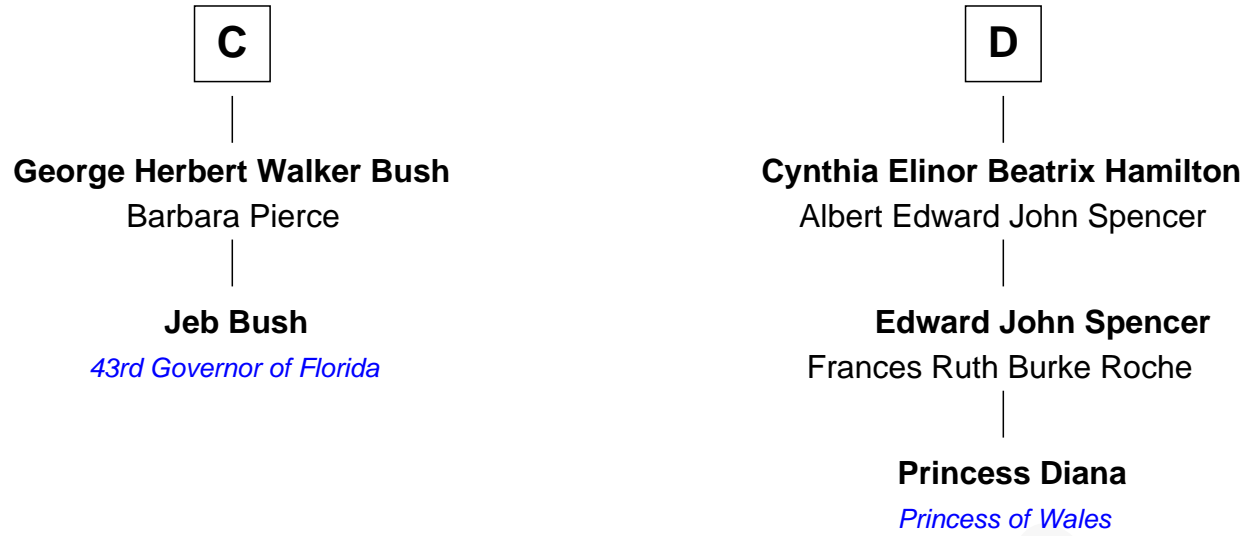 C
George Herbert Walker Bush
Barbara Pierce
Jeb Bush
43rd Governor of Florida
D
Cynthia Elinor Beatrix Hamilton
Albert Edward John Spencer
Edward John Spencer
Frances Ruth Burke Roche
Princess Diana
Princess of Wales